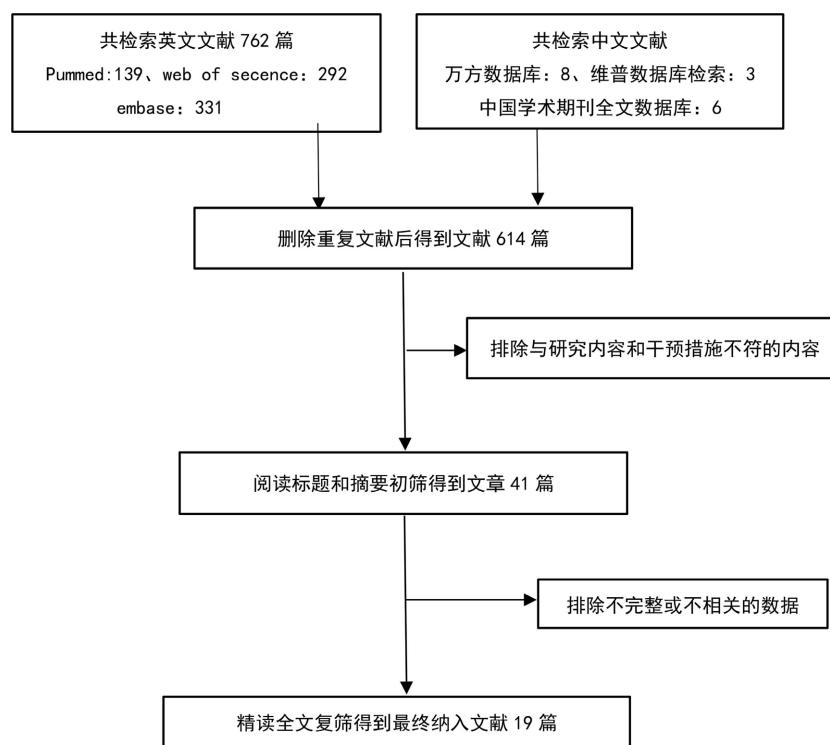 共检索英文文献 762 篇
Pummed:139、web of secence: 292
embase: 331
共检索中文文献
万方数据库: 8、维普数据库检索: 3
中国学术期刊全文数据库: 6
删除重复文献后得到文献 614 篇
排除与研究内容和干预措施不符的内容
阅读标题和摘要初筛得到文章 41 篇
排除不完整或不相关的数据
精读全文复筛得到最终纳入文献 19 篇